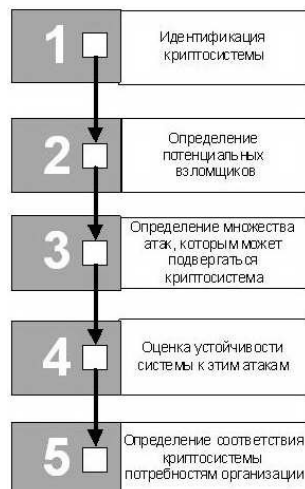 1
Идентификация
криптосистемы
2
Определение
потенциальных
взломщиков
3
Определение множества
атак, которым может
подвергаться
криптосистема
4
Оценка устойчивости
системы к этим атакам
5
Определение соответствия
криптосистемы
потребностям организации